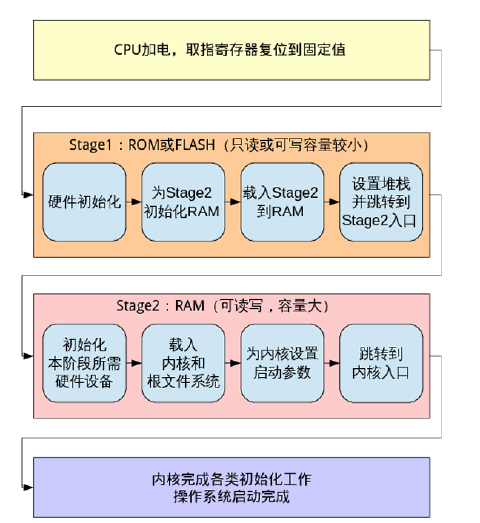 CPU加电，取指寄存器复位到固定值
Stage1：ROM或FLASH（只读或可写容量较小）
硬件初始化
为Stage2
初始化RAM
载入Stage2
到RAM
设置堆栈
并跳转到
Stage2入口
Stage2：RAM（可读写，容量大）
初始化
本阶段所需
硬件设备
载入
内核和
根文件系统
为内核设置
启动参数
跳转到
内核入口
内核完成各类初始化工作
操作系统启动完成